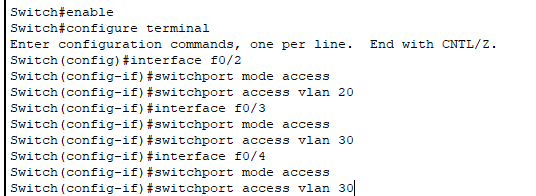 Switch#enable
Switch#configure terminal
Enter configuration commands, one per line.  End with CNTL/Z.
Switch(config)#interface f0/2
Switch(config-if)#switchport mode access
Switch(config-if)#switchport access vlan 20
Switch(config-if)#interface f0/3
Switch(config-if)#switchport mode access
Switch(config-if)#switchport access vlan 30
Switch(config-if)#interface f0/4
Switch(config-if)#switchport mode access
Switch(config-if)#switchport access vlan 30